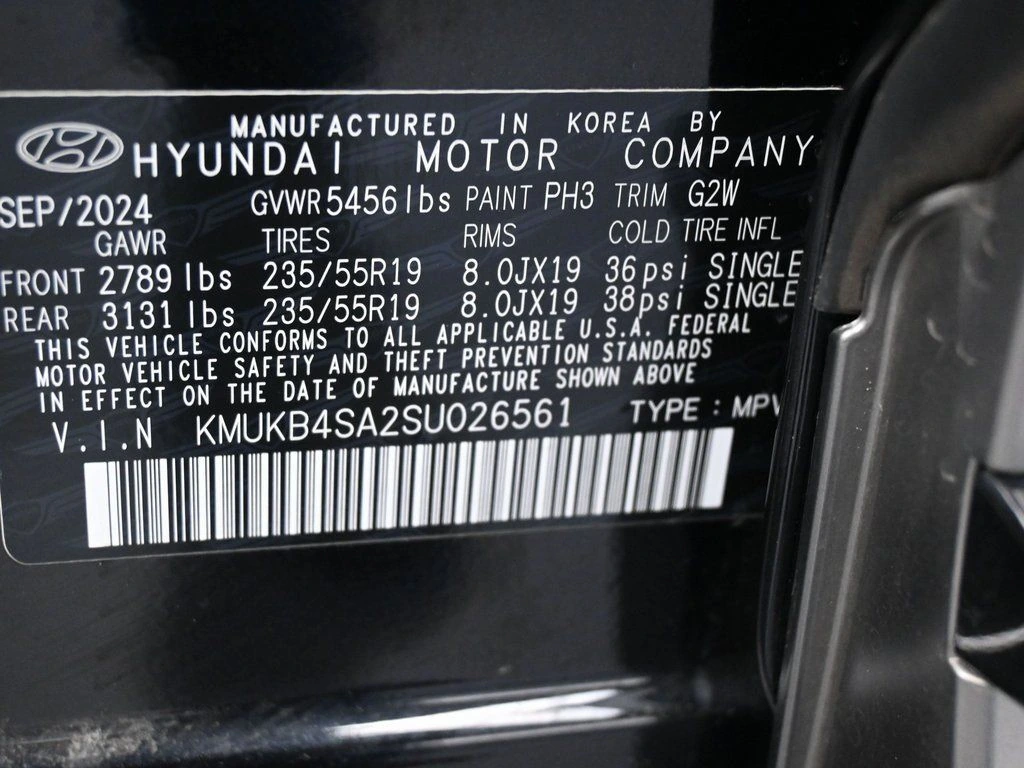 MANUFACTURED IN KOREA BY
HYUNDAI MOTOR COMPANY
SEP/2024 GVWR 5456 lbs PAINT PH3 TRIM G2W
GAWR TIRES RIMS COLD TIRE INFL
FRONT 2789 lbs 235/55R19 8.0JX19 36psi SINGLE
REAR 3131 lbs 235/55R19 8.0JX19 38psi SINGLE
THIS VEHICLE CONFORMS TO ALL APPLICABLE U.S.A. FEDERAL
MOTOR VEHICLE SAFETY AND THEFT PREVENTION STANDARDS
IN EFFECT ON THE DATE OF MANUFACTURE SHOWN ABOVE
V.I.N KMUKB4SA2SU026561 TYPE : MPV